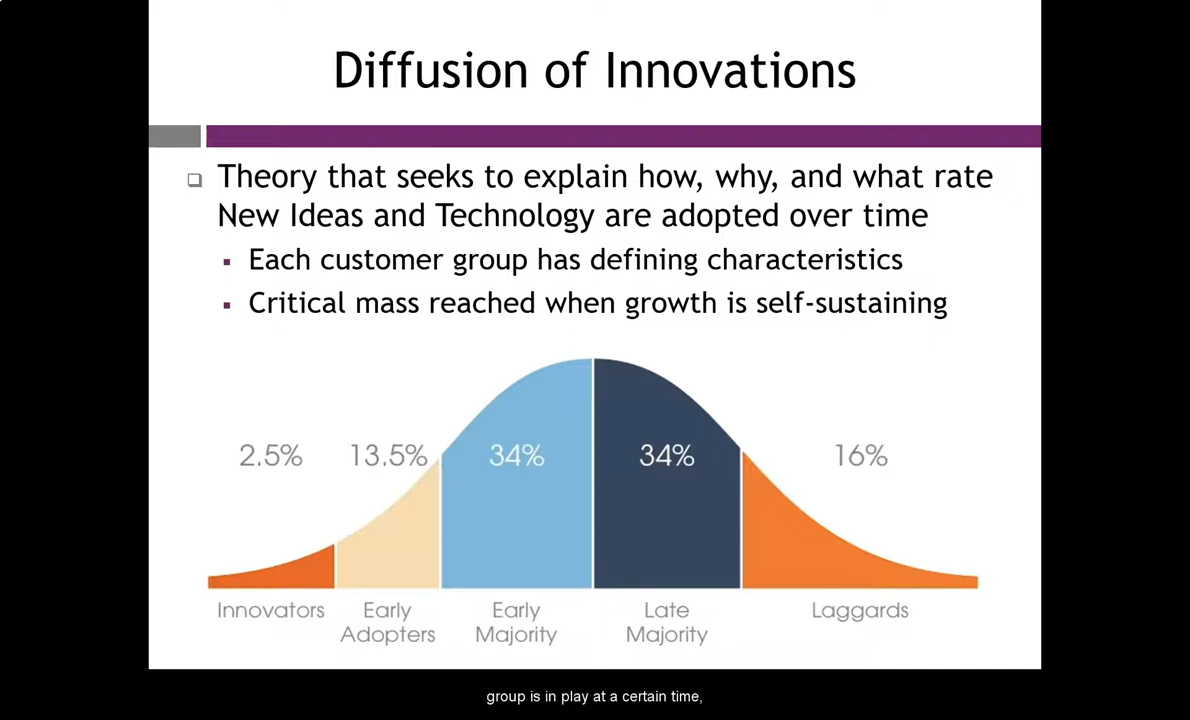 Diffusion of Innovations
Theory that seeks to explain how, why, and what rate
New Ideas and Technology are adopted over time
Each customer group has defining characteristics
Critical mass reached when growth is self-sustaining
2.5% 13.5% 34% 34% 16%
Innovators Early Early Late Laggards
Adopters Majority Majority
group is in play at a certain time,